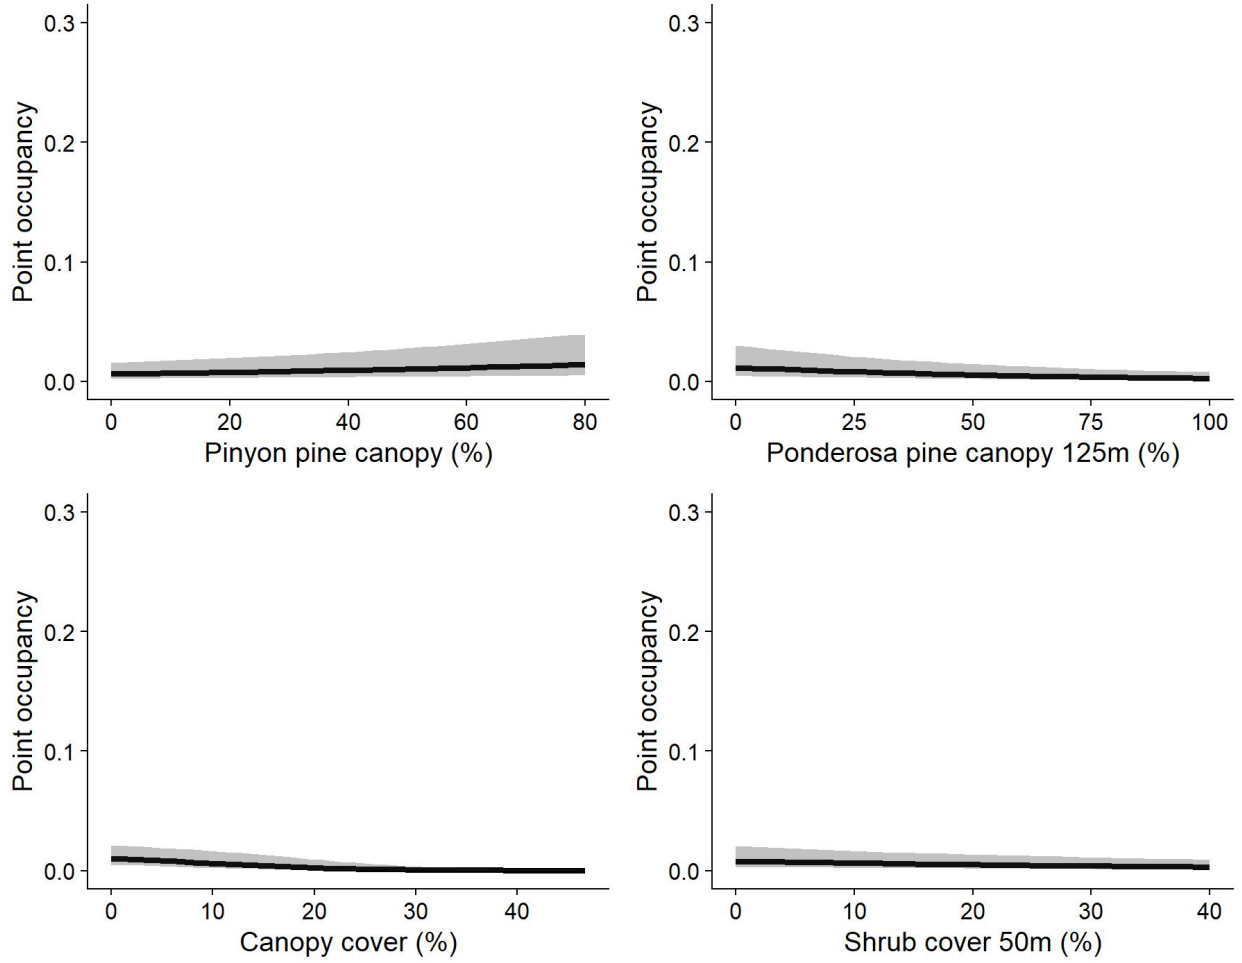 0.3
0.2
0.1
0.0
Point occupancy
0 20 40 60 80
Pinyon pine canopy (%)
0.3
0.2
0.1
0.0
Point occupancy
0 25 50 75 100
Ponderosa pine canopy 125m (%)
0.3
0.2
0.1
0.0
Point occupancy
0 10 20 30 40
Canopy cover (%)
0.3
0.2
0.1
0.0
Point occupancy
0 10 20 30 40
Shrub cover 50m (%)